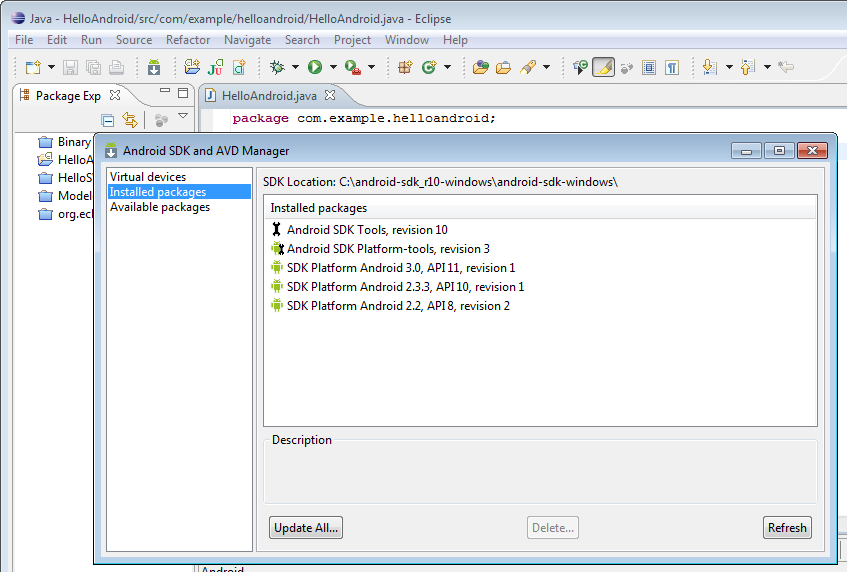 Java - HelloAndroid/src/com/example/helloandroid/HelloAndroid.java - Eclipse
File Edit Run Source Refactor Navigate Search Project Window Help
Package Exp
HelloAndroid.java
package com.example.helloandroid;
Binary
HelloA
HelloS
Model
org.ecl
Android SDK and AVD Manager
Virtual devices
Installed packages
Available packages
SDK Location: C:\android-sdk_r10-windows\android-sdk-windows\
Installed packages
Android SDK Tools, revision 10
Android SDK Platform-tools, revision 3
SDK Platform Android 3.0, API 11, revision 1
SDK Platform Android 2.3.3, API 10, revision 1
SDK Platform Android 2.2, API 8, revision 2
Description
Update All...
Delete...
Refresh
Android